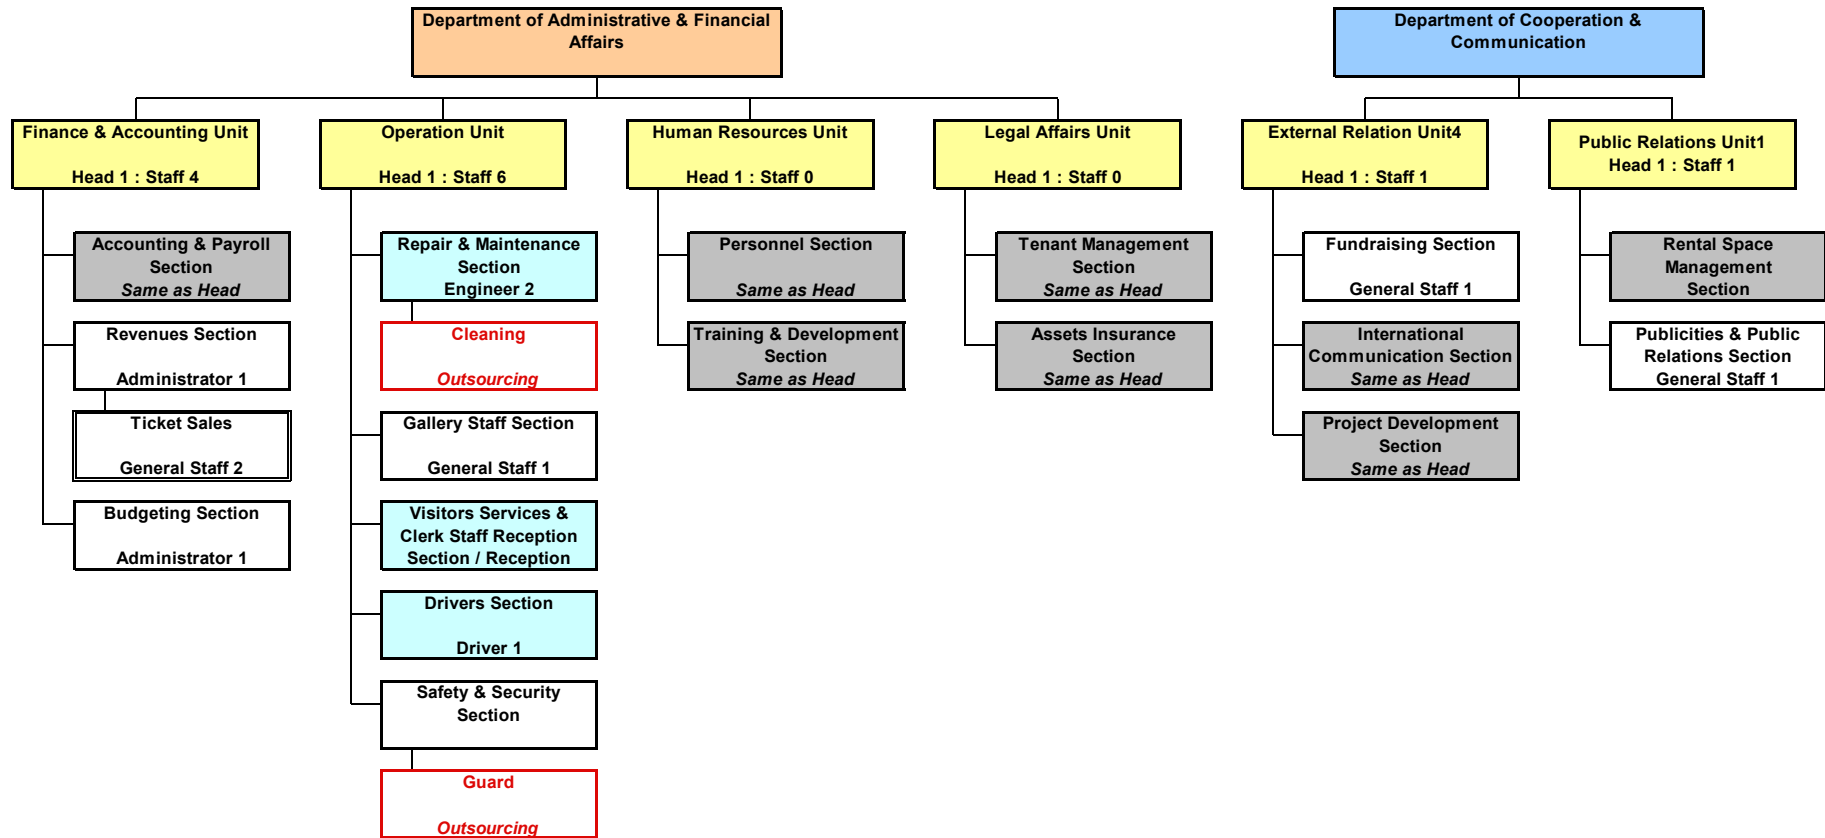 Department of Administrative & Financial
Affairs
Department of Cooperation &
Communication
Finance & Accounting Unit
Head 1 : Staff 4
Operation Unit
Head 1 : Staff 6
Human Resources Unit
Head 1 : Staff 0
Legal Affairs Unit
Head 1 : Staff 0
External Relation Unit4
Head 1 : Staff 1
Public Relations Unit1
Head 1 : Staff 1
Accounting & Payroll
Section
Same as Head
Revenues Section
Administrator 1
Ticket Sales
General Staff 2
Budgeting Section
Administrator 1
Repair & Maintenance
Section
Engineer 2
Cleaning
Outsourcing
Gallery Staff Section
General Staff 1
Visitors Services &
Clerk Staff Reception
Section / Reception
Drivers Section
Driver 1
Safety & Security
Section
Guard
Outsourcing
Personnel Section
Same as Head
Training & Development
Section
Same as Head
Tenant Management
Section
Same as Head
Assets Insurance
Section
Same as Head
Fundraising Section
General Staff 1
International
Communication Section
Same as Head
Project Development
Section
Same as Head
Rental Space
Management
Section
Publicities & Public
Relations Section
General Staff 1